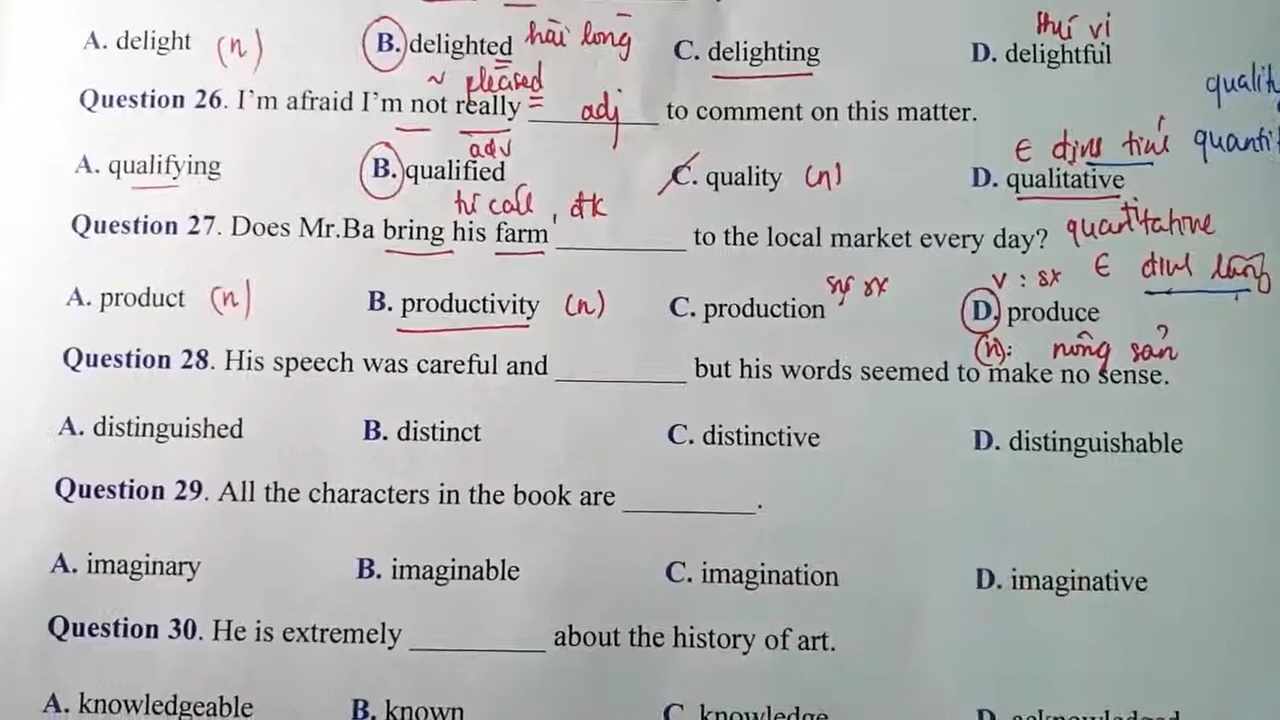 A. delight (n) B. delighted hài lòng C. delighting D. delightful thú vị
~ pleased
Question 26. I'm afraid I'm not really = adj to comment on this matter.
adv
A. qualifying B. qualified C. quality (n) D. qualitative
∈ định tính
Question 27. Does Mr.Ba bring his farm ________ to the local market every day?
quantitative ∈ định lượng
A. product (n) B. productivity (n) C. production sự sx D. produce
v : sx
(n): nông sản
Question 28. His speech was careful and ________ but his words seemed to make no sense.
A. distinguished B. distinct C. distinctive D. distinguishable
Question 29. All the characters in the book are ________.
A. imaginary B. imaginable C. imagination D. imaginative
Question 30. He is extremely ________ about the history of art.
A. knowledgeable B. known C. knowledge